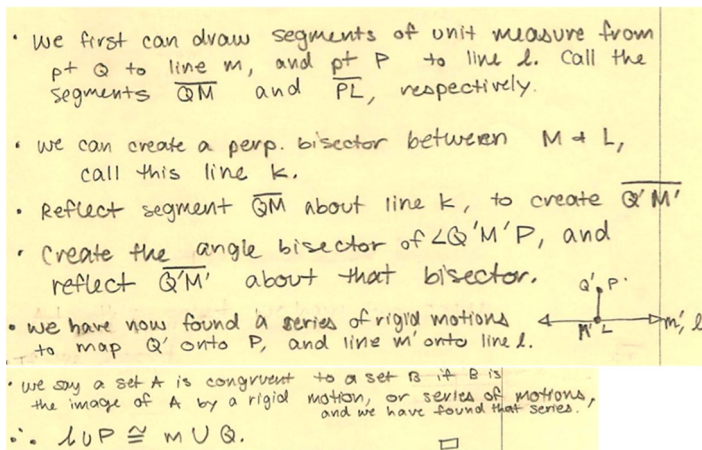 • We first can draw segments of unit measure from
pt Q to line m, and pt P to line l. Call the
segments QM and PL, respectively.
• We can create a perp. bisector between M + L,
call this line k.
• Reflect segment QM about line k, to create Q'M'
• Create the angle bisector of ∠Q'M'P, and
reflect Q'M' about that bisector.
Q' P
• We have now found a series of rigid motions
to map Q' onto P, and line m' onto line l.
M' L m', l
• We say a set A is congruent to a set B if B is
the image of A by a rigid motion, or series of motions,
and we have found that series.
∴ l ∪ P ≅ m ∪ Q.